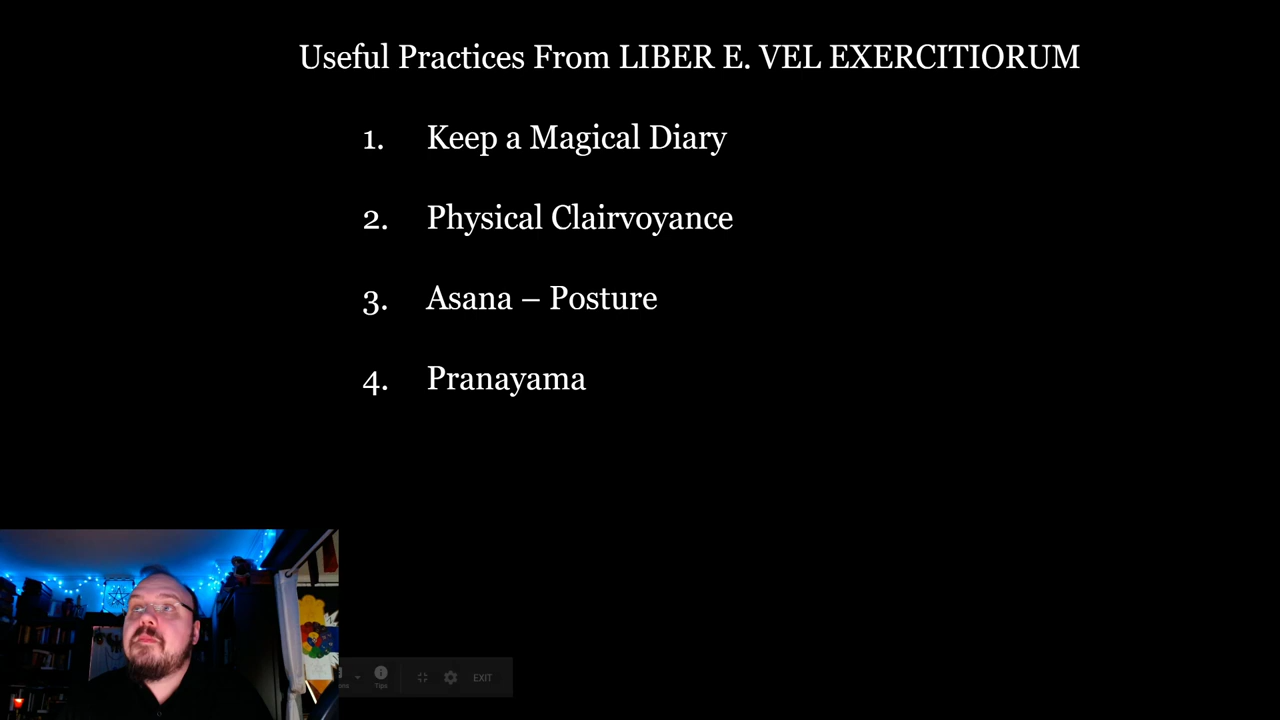 Useful Practices From LIBER E. VEL EXERCITIORUM
1. Keep a Magical Diary
2. Physical Clairvoyance
3. Asana – Posture
4. Pranayama
Tips
EXIT